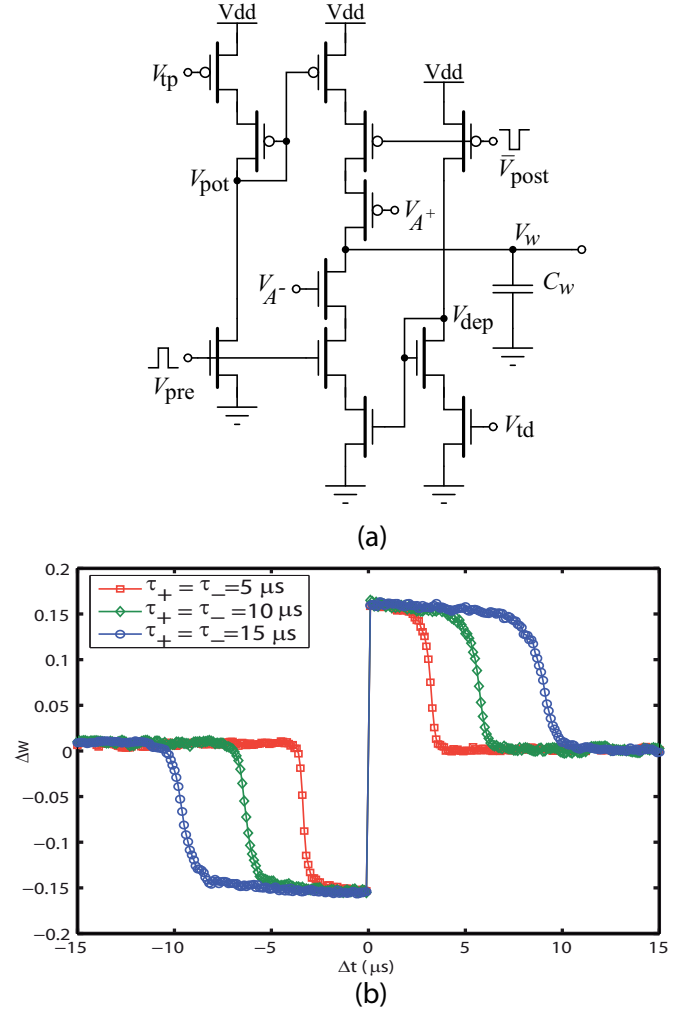 Vdd Vdd
Vtp
Vdd
V̄post
Vpot
VA+
Vw
VA-
Cw
Vdep
Vpre
Vtd
(a)
0.2
0.15
0.1
0.05
0
−0.05
−0.1
−0.15
−0.2
Δw
τ+ = τ−=5 μs
τ+ = τ−=10 μs
τ+ = τ−=15 μs
−15 −10 −5 0 5 10 15
Δt (μs)
(b)